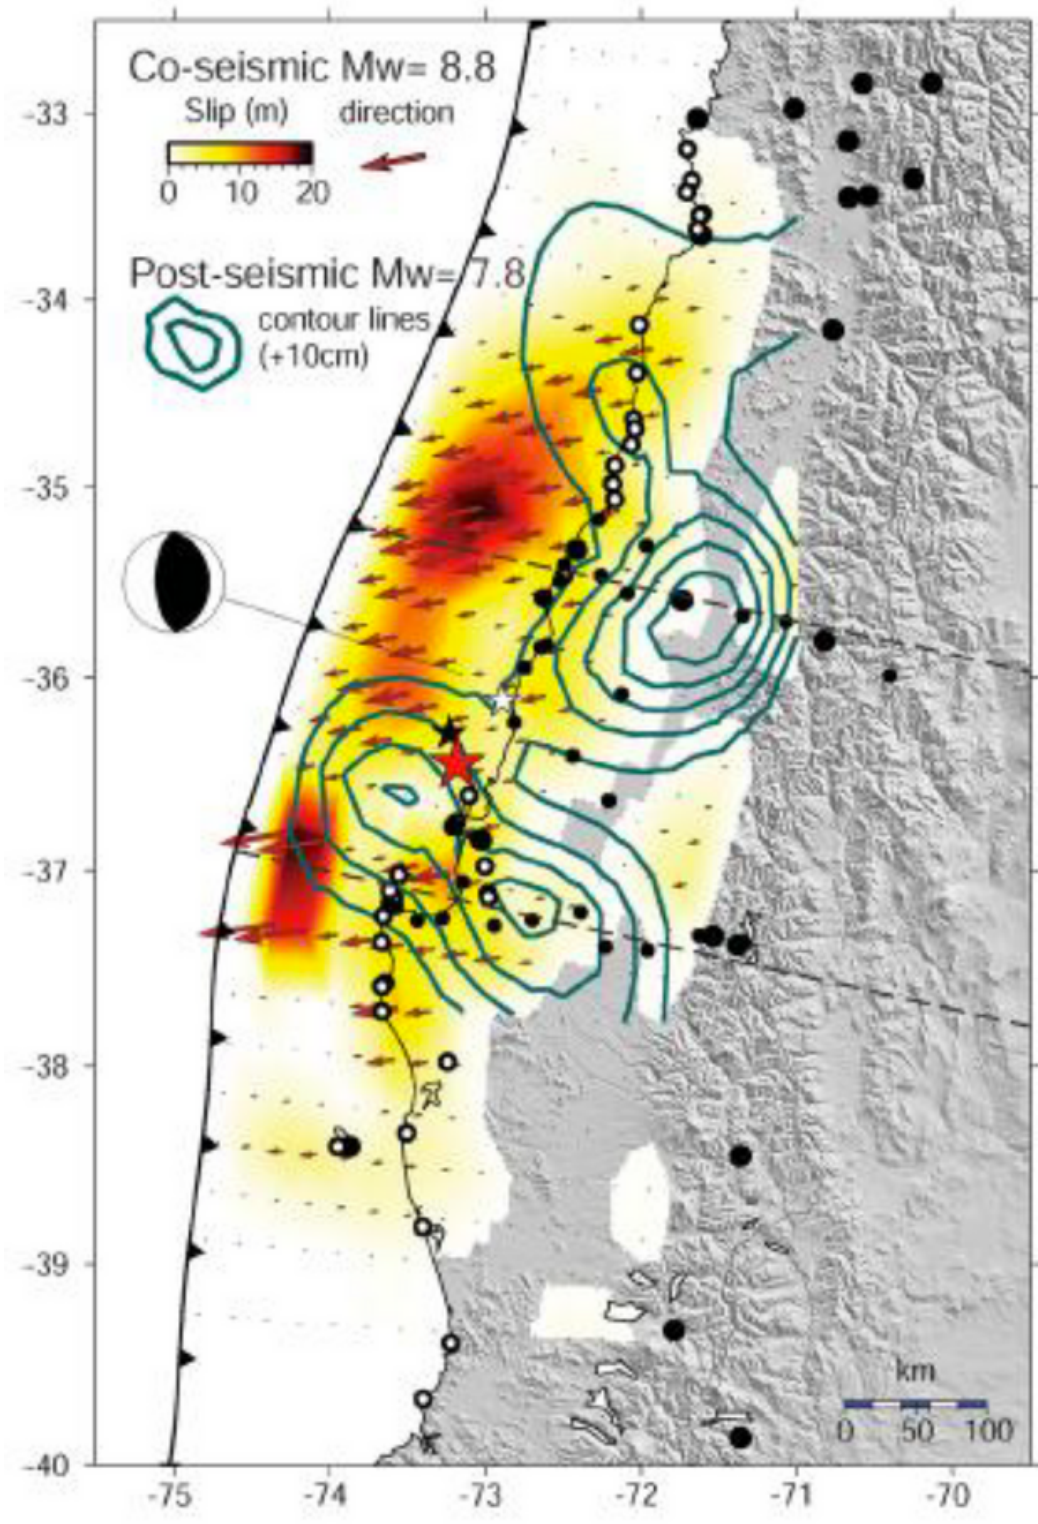 Co-seismic Mw= 8.8
Slip (m) direction
0 10 20
Post-seismic Mw= 7.8
contour lines
(+10cm)
-33
-34
-35
-36
-37
-38
-39
-40
km
0 50 100
-75 -74 -73 -72 -71 -70